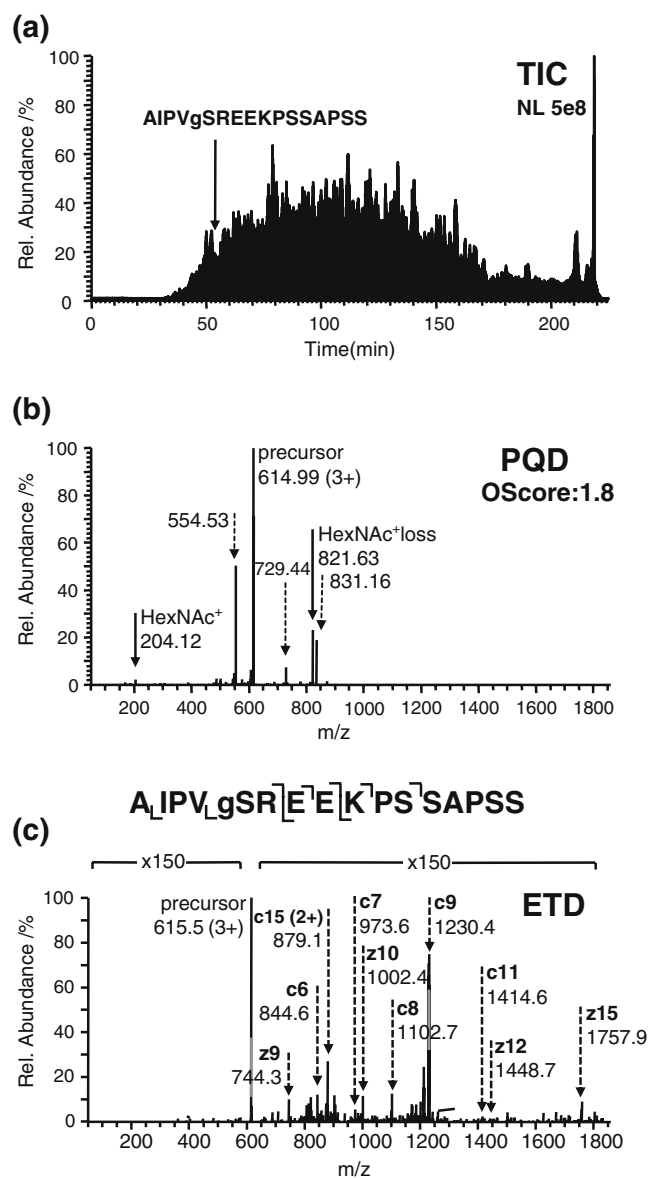 (a)
TIC
NL 5e8
AIPVgSREEKPSSAPSS
Rel. Abundance /%
100
80
60
40
20
0
0 50 100 150 200
Time(min)
(b)
PQD
OScore:1.8
Rel. Abundance /%
100
80
60
40
20
0
precursor
614.99 (3+)
554.53
HexNAc+loss
821.63
729.44
831.16
HexNAc+
204.12
200 400 600 800 1000 1200 1400 1600 1800
m/z
AIPVgSREEKPSSAPSS
(c)
x150 x150
ETD
Rel. Abundance /%
100
80
60
40
20
0
precursor
615.5 (3+)
c15 (2+)
879.1
c7
973.6
c9
1230.4
z10
1002.4
c6
844.6
c8
1102.7
c11
1414.6
z15
1757.9
z12
1448.7
z9
744.3
200 400 600 800 1000 1200 1400 1600 1800
m/z